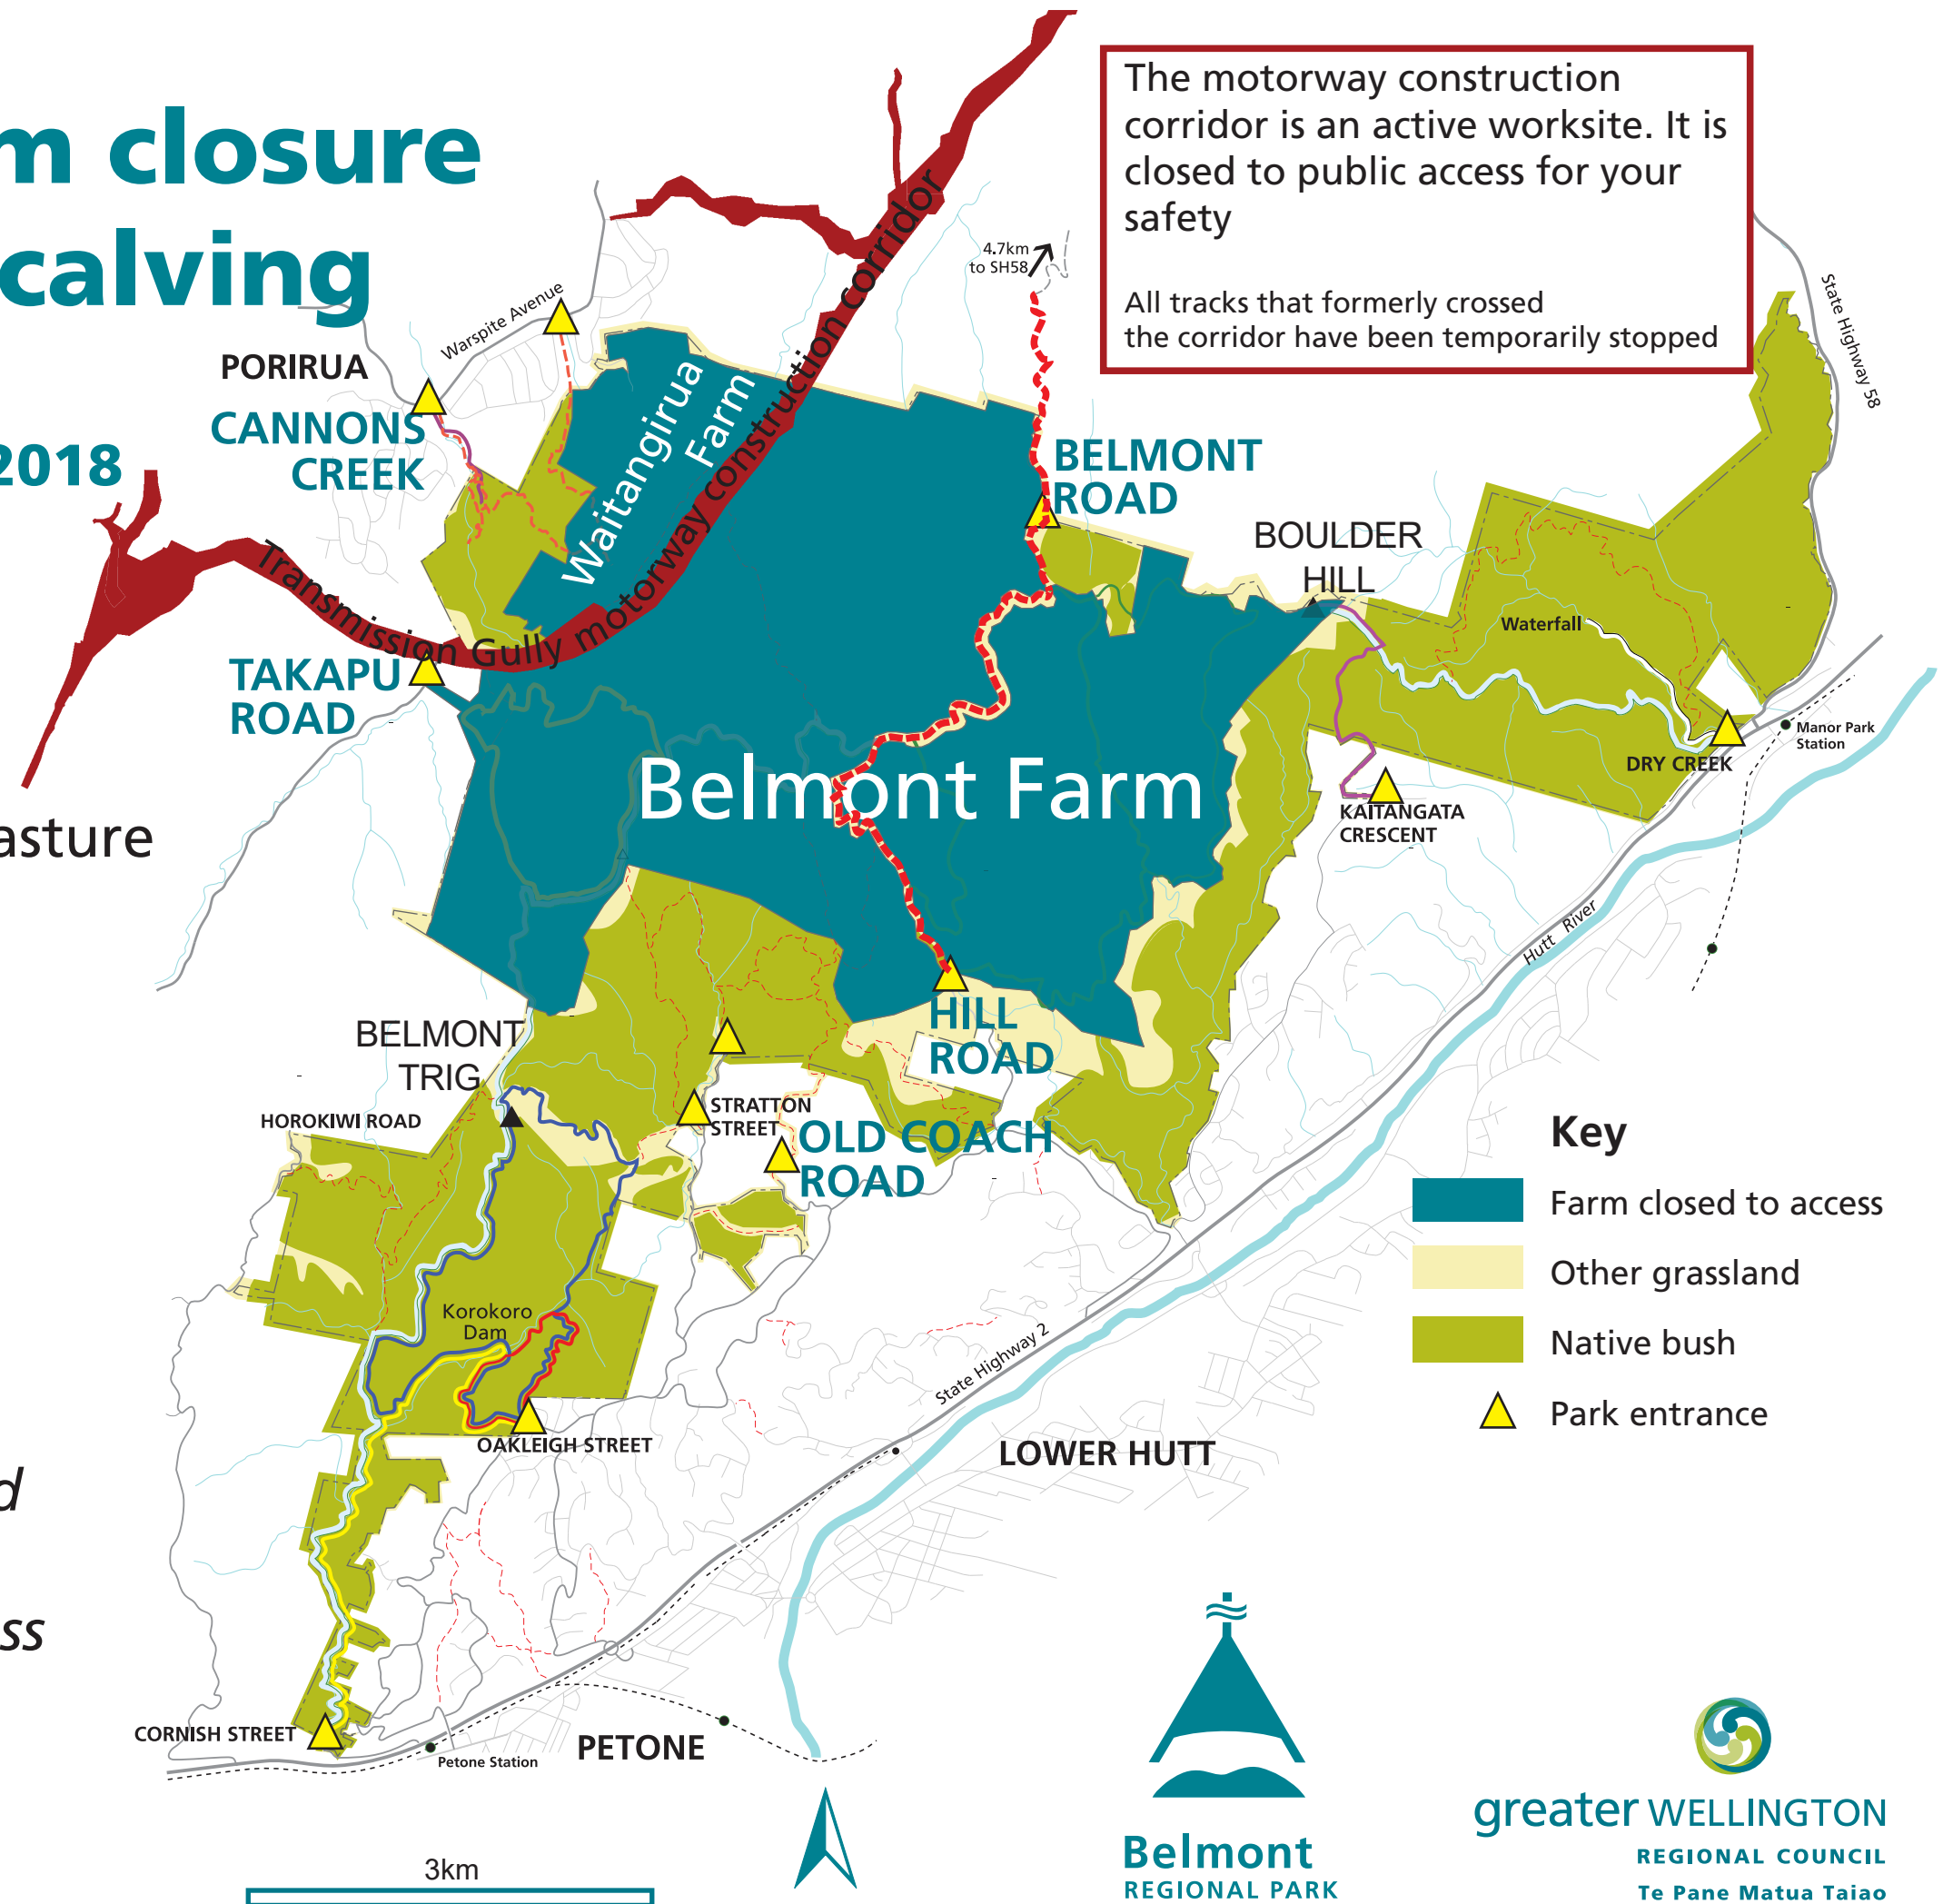 m closure
calving
2018
asture
d
ss
The motorway construction
corridor is an active worksite. It is
closed to public access for your
safety
All tracks that formerly crossed
the corridor have been temporarily stopped
4.7km
to SH58
State Highway 58
Warspite Avenue
PORIRUA
CANNONS
CREEK
Waitangirua
Farm
Transmission Gully motorway construction corridor
BELMONT
ROAD
BOULDER
HILL
Waterfall
TAKAPU
ROAD
Manor Park
Station
DRY CREEK
Belmont Farm
KAITANGATA
CRESCENT
Hutt River
HILL
ROAD
BELMONT
TRIG
HOROKIWI ROAD
STRATTON
STREET
OLD COACH
ROAD
Korokoro
Dam
OAKLEIGH STREET
State Highway 2
LOWER HUTT
CORNISH STREET
Petone Station
PETONE
Key
Farm closed to access
Other grassland
Native bush
Park entrance
3km
Belmont
REGIONAL PARK
greater WELLINGTON
REGIONAL COUNCIL
Te Pane Matua Taiao